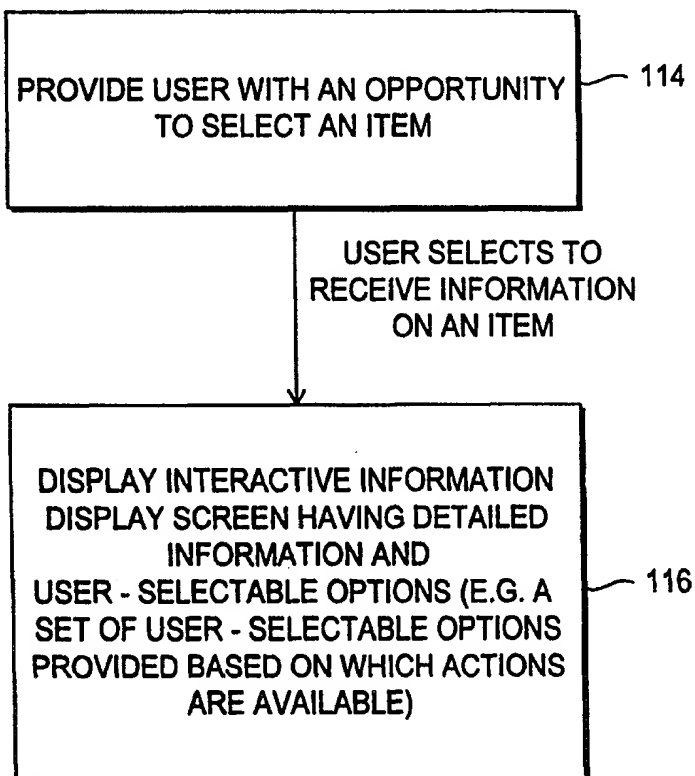 PROVIDE USER WITH AN OPPORTUNITY
TO SELECT AN ITEM
114
USER SELECTS TO
RECEIVE INFORMATION
ON AN ITEM
DISPLAY INTERACTIVE INFORMATION
DISPLAY SCREEN HAVING DETAILED
INFORMATION AND
USER - SELECTABLE OPTIONS (E.G. A
SET OF USER - SELECTABLE OPTIONS
PROVIDED BASED ON WHICH ACTIONS
ARE AVAILABLE)
116